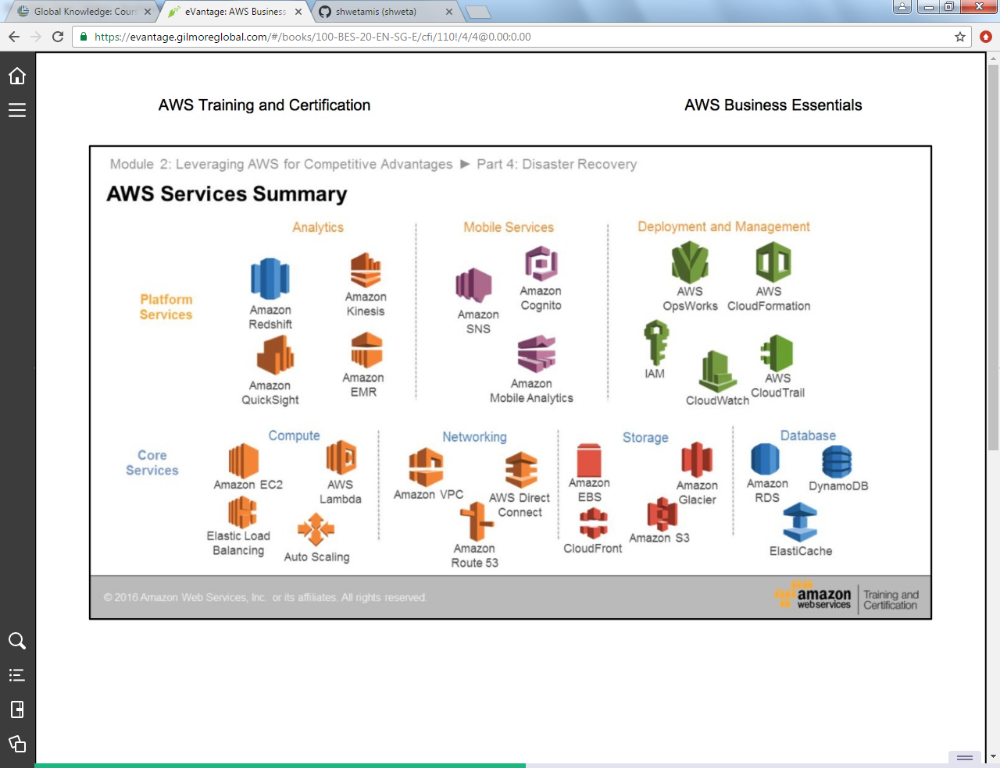 Global Knowledge: Cours
eVantage: AWS Business
shwetamis (shweta)
https://evantage.gilmoreglobal.com/#/books/100-BES-20-EN-SG-E/cfi/110!/4/4@0.00:0.00
AWS Training and Certification
AWS Business Essentials
Module 2: Leveraging AWS for Competitive Advantages ► Part 4: Disaster Recovery
AWS Services Summary
Platform
Services
Analytics
Amazon
Redshift
Amazon
Kinesis
Amazon
QuickSight
Amazon
EMR
Mobile Services
Amazon
SNS
Amazon
Cognito
Amazon
Mobile Analytics
Deployment and Management
AWS
OpsWorks
AWS
CloudFormation
IAM
CloudWatch
AWS
CloudTrail
Core
Services
Compute
Amazon EC2
AWS
Lambda
Elastic Load
Balancing
Auto Scaling
Networking
Amazon VPC
AWS Direct
Connect
Amazon
Route 53
Storage
Amazon
EBS
Amazon
Glacier
CloudFront
Amazon S3
Database
Amazon
RDS
DynamoDB
ElastiCache
© 2016 Amazon Web Services, Inc. or its affiliates. All rights reserved.
amazon
webservices
Training and
Certification